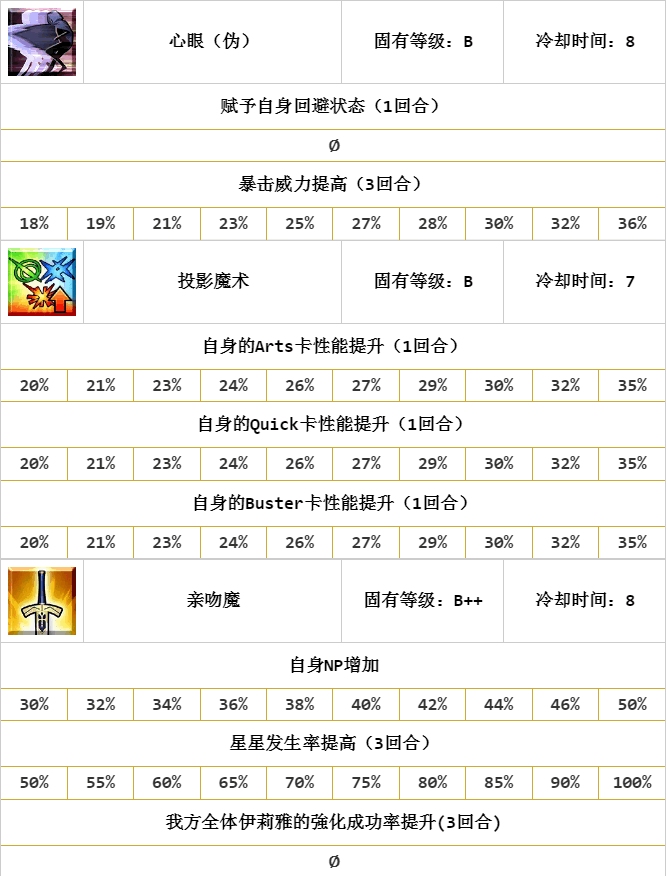 心眼（伪） 固有等级：B 冷却时间：8
赋予自身回避状态（1回合）
Ø
暴击威力提高（3回合）
18% 19% 21% 23% 25% 27% 28% 30% 32% 36%
投影魔术 固有等级：B 冷却时间：7
自身的Arts卡性能提升（1回合）
20% 21% 23% 24% 26% 27% 29% 30% 32% 35%
自身的Quick卡性能提升（1回合）
20% 21% 23% 24% 26% 27% 29% 30% 32% 35%
自身的Buster卡性能提升（1回合）
20% 21% 23% 24% 26% 27% 29% 30% 32% 35%
亲吻魔 固有等级：B++ 冷却时间：8
自身NP增加
30% 32% 34% 36% 38% 40% 42% 44% 46% 50%
星星发生率提高（3回合）
50% 55% 60% 65% 70% 75% 80% 85% 90% 100%
我方全体伊莉雅的強化成功率提升(3回合)
Ø